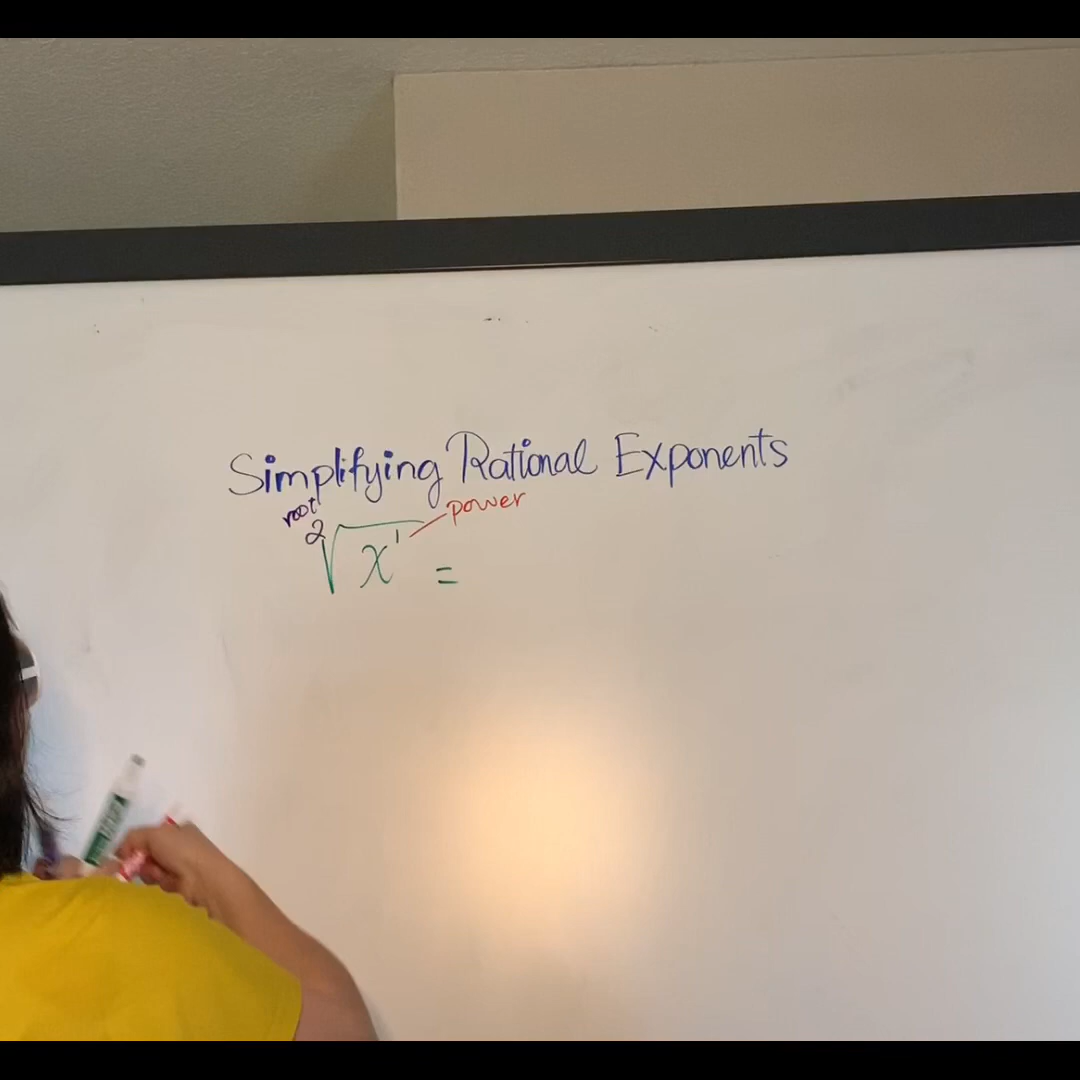 Simplifying Rational Exponents
root power
²√x¹ =